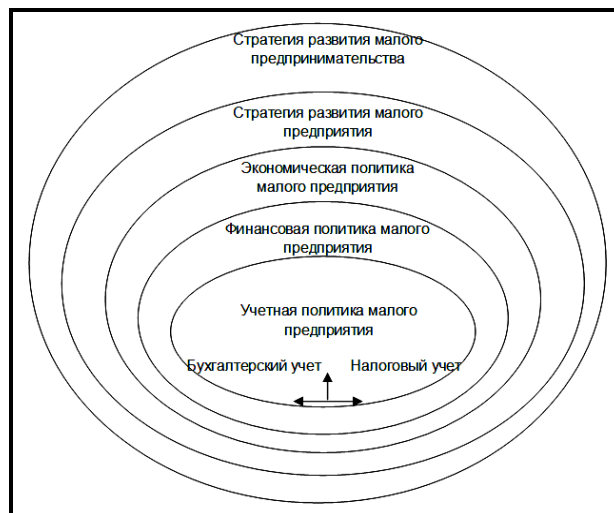 Стратегия развития малого
предпринимательства
Стратегия развития малого
предприятия
Экономическая политика
малого предприятия
Финансовая политика малого
предприятия
Учетная политика малого
предприятия
Бухгалтерский учет Налоговый учет